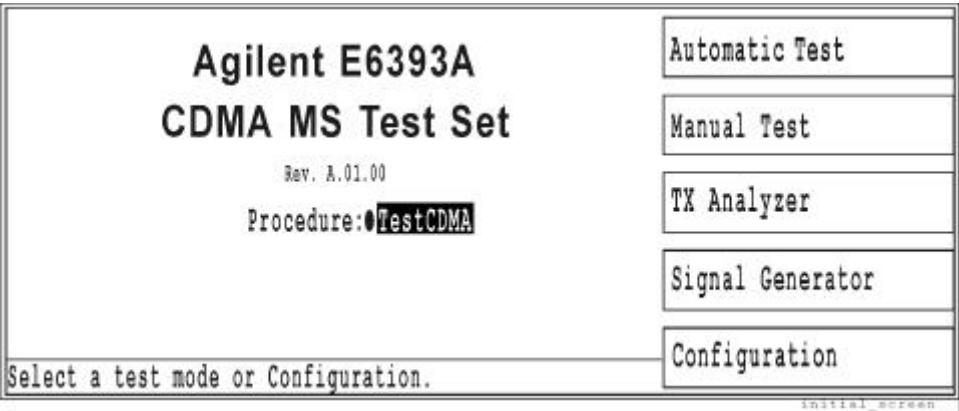 Agilent E6393A
CDMA MS Test Set
Rev. A.01.00
Procedure:●TestCDMA
Select a test mode or Configuration.
Automatic Test
Manual Test
TX Analyzer
Signal Generator
Configuration
initial_screen